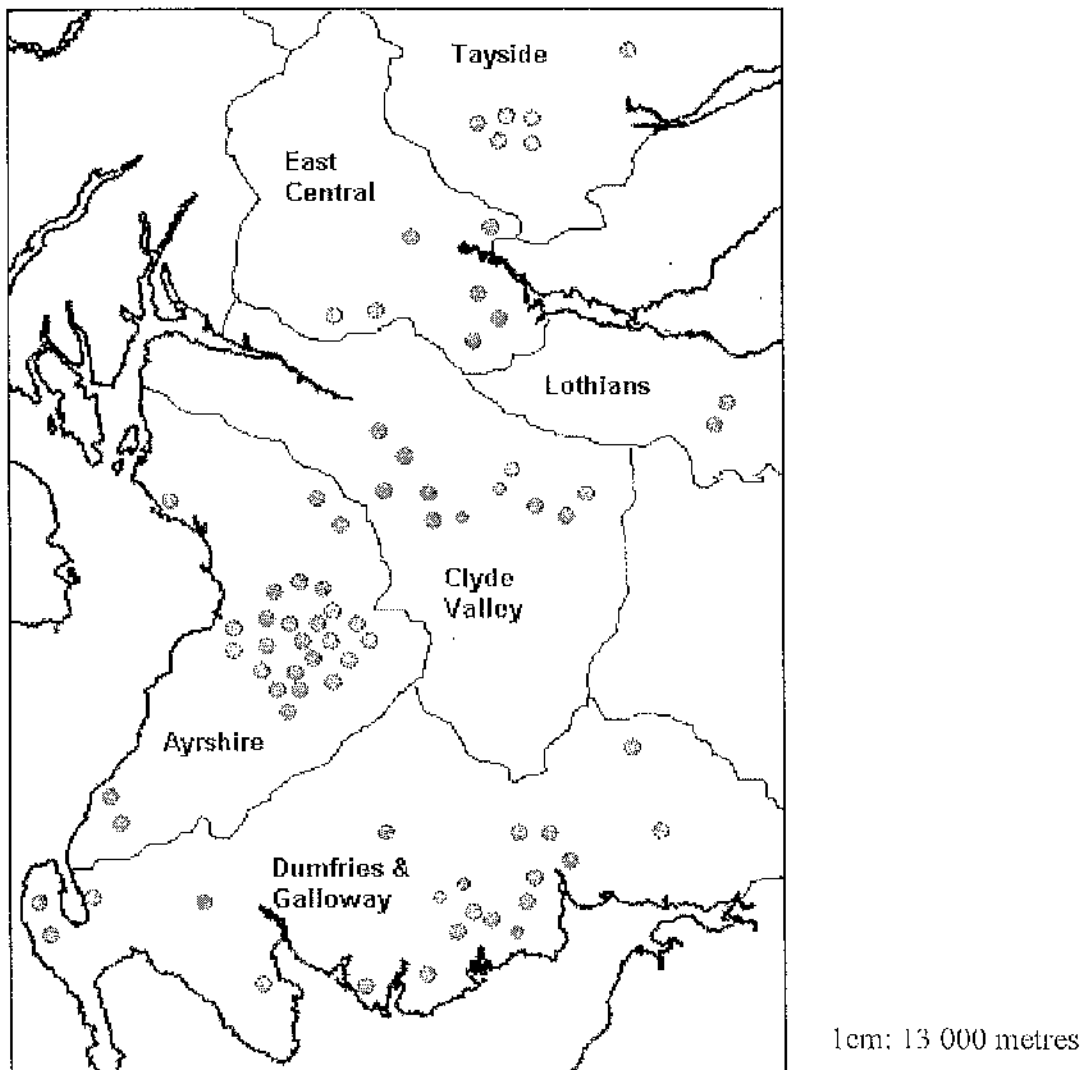 Tayside
East
Central
Lothians
Clyde
Valley
Ayrshire
Dumfries &
Galloway
1cm: 13 000 metres